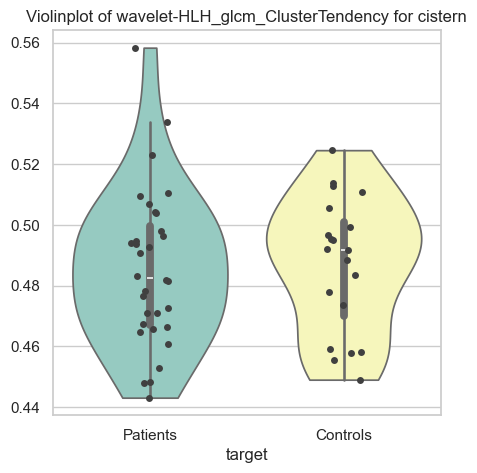 Violinplot of wavelet-HLH_glcm_ClusterTendency for cistern
0.56
0.54
0.52
0.50
0.48
0.46
0.44
Patients Controls
target